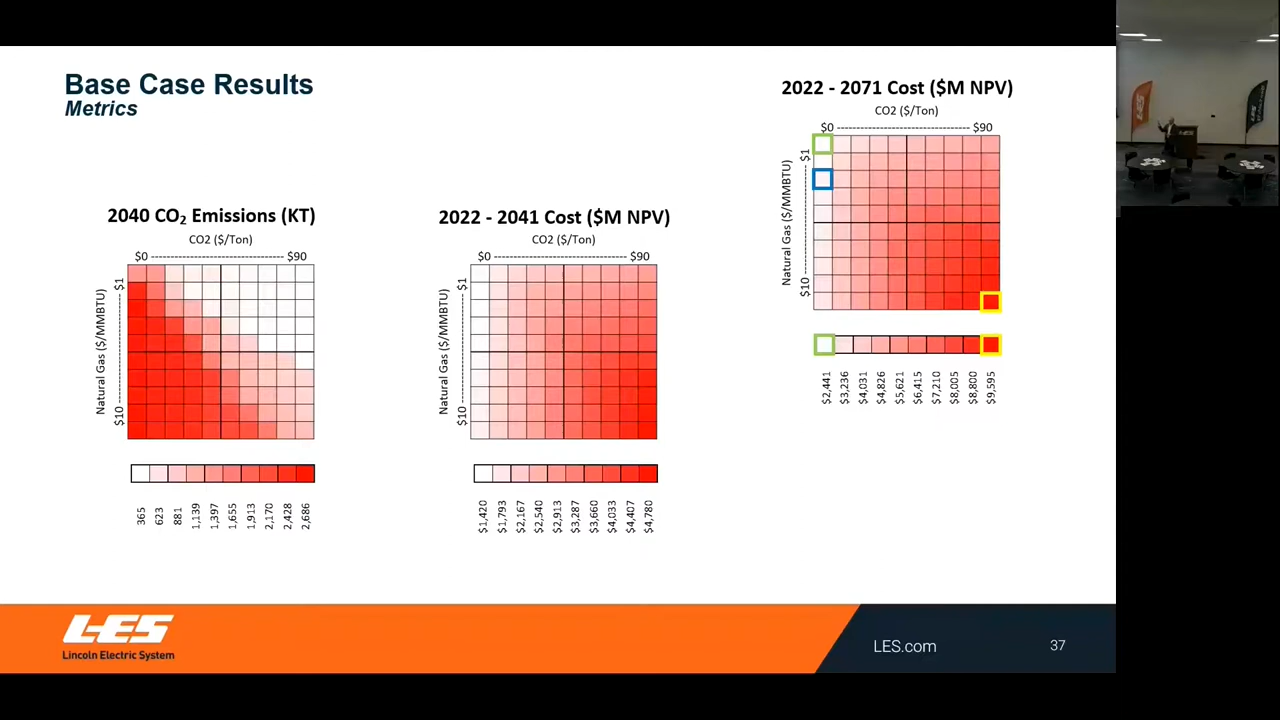 Base Case Results
Metrics
2040 CO2 Emissions (KT)
CO2 ($/Ton)
$0 ---------------------------- $90
Natural Gas ($/MMBTU)
$1
$10
365
623
881
1,139
1,397
1,655
1,913
2,170
2,428
2,686
2022 - 2041 Cost ($M NPV)
CO2 ($/Ton)
$0 ---------------------------- $90
Natural Gas ($/MMBTU)
$1
$10
$1,420
$1,793
$2,167
$2,540
$2,913
$3,287
$3,660
$4,033
$4,407
$4,780
2022 - 2071 Cost ($M NPV)
CO2 ($/Ton)
$0 ---------------------------- $90
Natural Gas ($/MMBTU)
$1
$10
$2,441
$3,236
$4,031
$4,826
$5,621
$6,415
$7,210
$8,005
$8,800
$9,595
LES
Lincoln Electric System
LES.com
37
LES